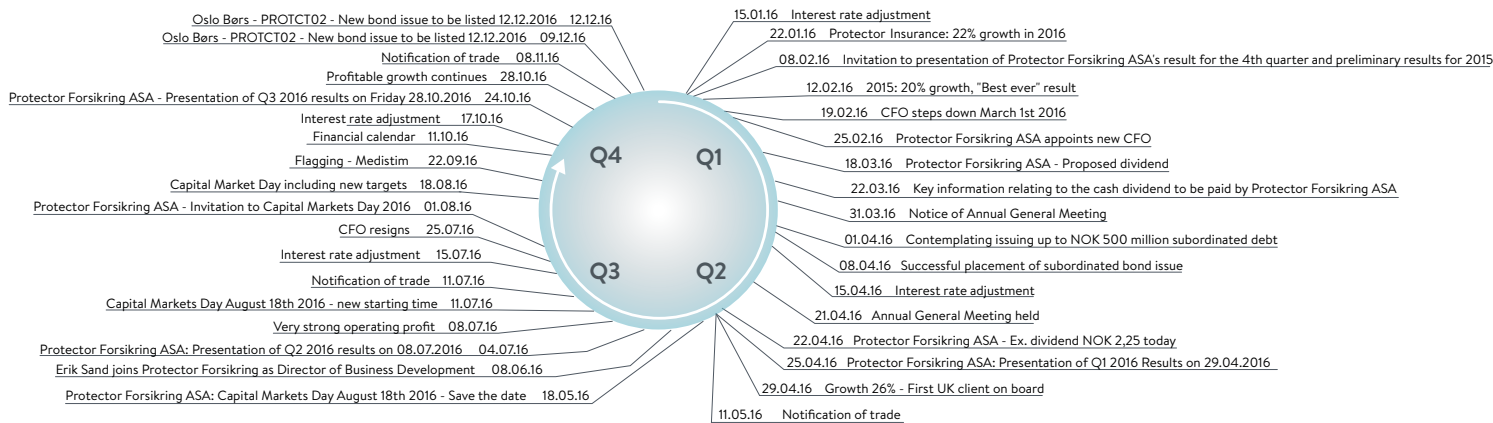 15.01.16 Interest rate adjustment
22.01.16 Protector Insurance: 22% growth in 2016
08.02.16 Invitation to presentation of Protector Forsikring ASA's result for the 4th quarter and preliminary results for 2015
12.02.16 2015: 20% growth, "Best ever" result
19.02.16 CFO steps down March 1st 2016
25.02.16 Protector Forsikring ASA appoints new CFO
18.03.16 Protector Forsikring ASA - Proposed dividend
22.03.16 Key information relating to the cash dividend to be paid by Protector Forsikring ASA
31.03.16 Notice of Annual General Meeting
01.04.16 Contemplating issuing up to NOK 500 million subordinated debt
08.04.16 Successful placement of subordinated bond issue
15.04.16 Interest rate adjustment
21.04.16 Annual General Meeting held
22.04.16 Protector Forsikring ASA - Ex. dividend NOK 2,25 today
25.04.16 Protector Forsikring ASA: Presentation of Q1 2016 Results on 29.04.2016
29.04.16 Growth 26% - First UK client on board
11.05.16 Notification of trade
Oslo Børs - PROTCT02 - New bond issue to be listed 12.12.2016 12.12.16
Oslo Børs - PROTCT02 - New bond issue to be listed 12.12.2016 09.12.16
Notification of trade 08.11.16
Profitable growth continues 28.10.16
Protector Forsikring ASA - Presentation of Q3 2016 results on Friday 28.10.2016 24.10.16
Interest rate adjustment 17.10.16
Financial calendar 11.10.16
Flagging - Medistim 22.09.16
Capital Market Day including new targets 18.08.16
Protector Forsikring ASA - Invitation to Capital Markets Day 2016 01.08.16
CFO resigns 25.07.16
Interest rate adjustment 15.07.16
Notification of trade 11.07.16
Capital Markets Day August 18th 2016 - new starting time 11.07.16
Very strong operating profit 08.07.16
Protector Forsikring ASA: Presentation of Q2 2016 results on 08.07.2016 04.07.16
Erik Sand joins Protector Forsikring as Director of Business Development 08.06.16
Protector Forsikring ASA: Capital Markets Day August 18th 2016 - Save the date 18.05.16
Q4 Q1
Q3 Q2